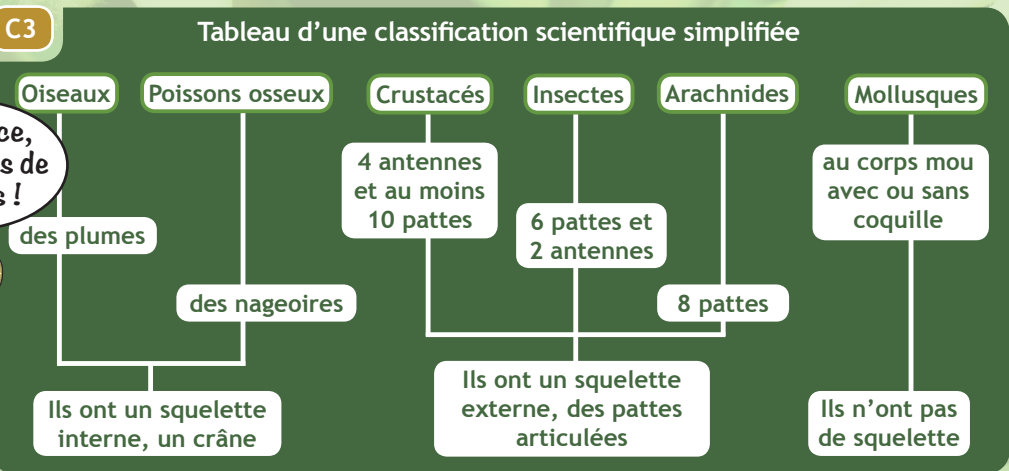 C3
Tableau d'une classification scientifique simplifiée
Oiseaux
Poissons osseux
Crustacés
Insectes
Arachnides
Mollusques
s de
s !
4 antennes
et au moins
10 pattes
au corps mou
avec ou sans
coquille
6 pattes et
2 antennes
des plumes
des nageoires
8 pattes
Ils ont un squelette
interne, un crâne
Ils ont un squelette
externe, des pattes
articulées
Ils n'ont pas
de squelette